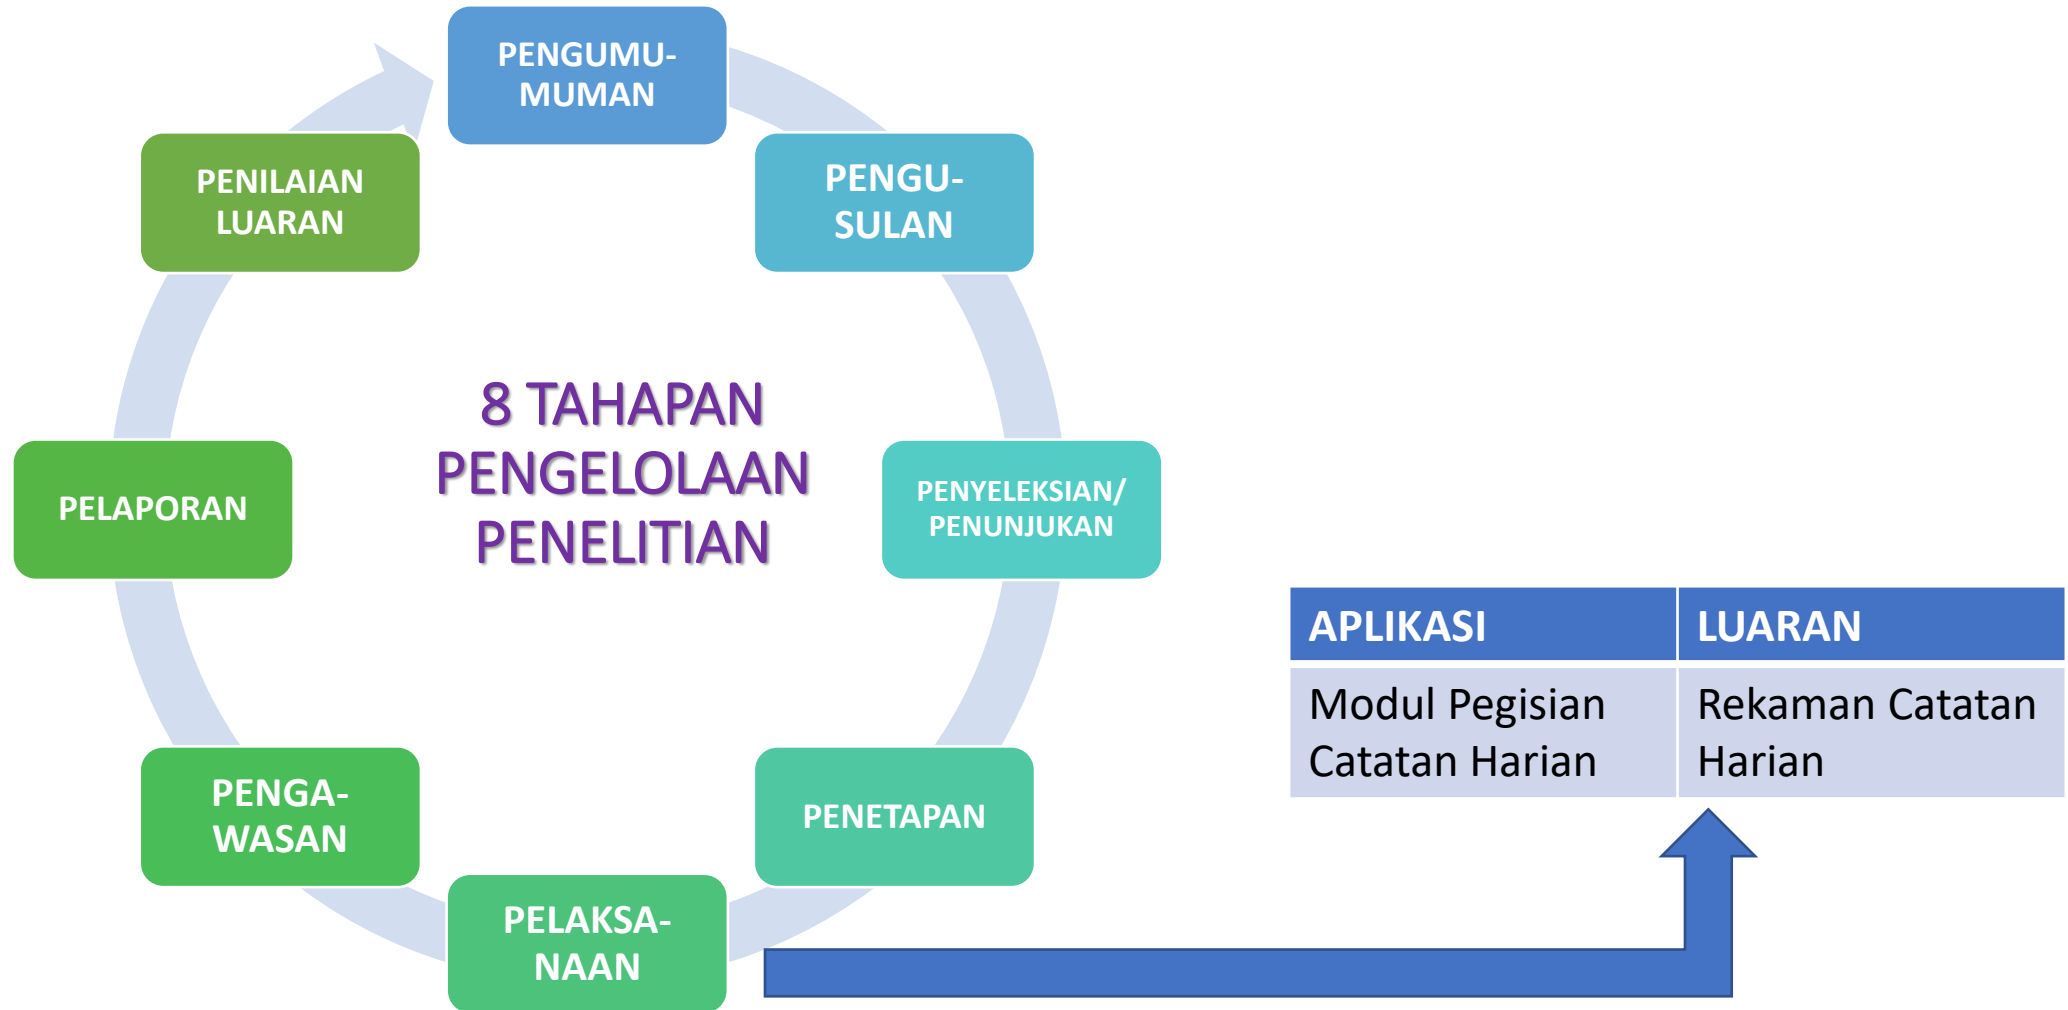 PENGUMU-
MUMAN
PENGU-
SULAN
PENYELEKSIAN/
PENUNJUKAN
PENETAPAN
PELAKSA-
NAAN
PENGA-
WASAN
PELAPORAN
PENILAIAN
LUARAN
8 TAHAPAN
PENGELOLAAN
PENELITIAN
APLIKASI
LUARAN
Modul Pegisian
Catatan Harian
Rekaman Catatan
Harian